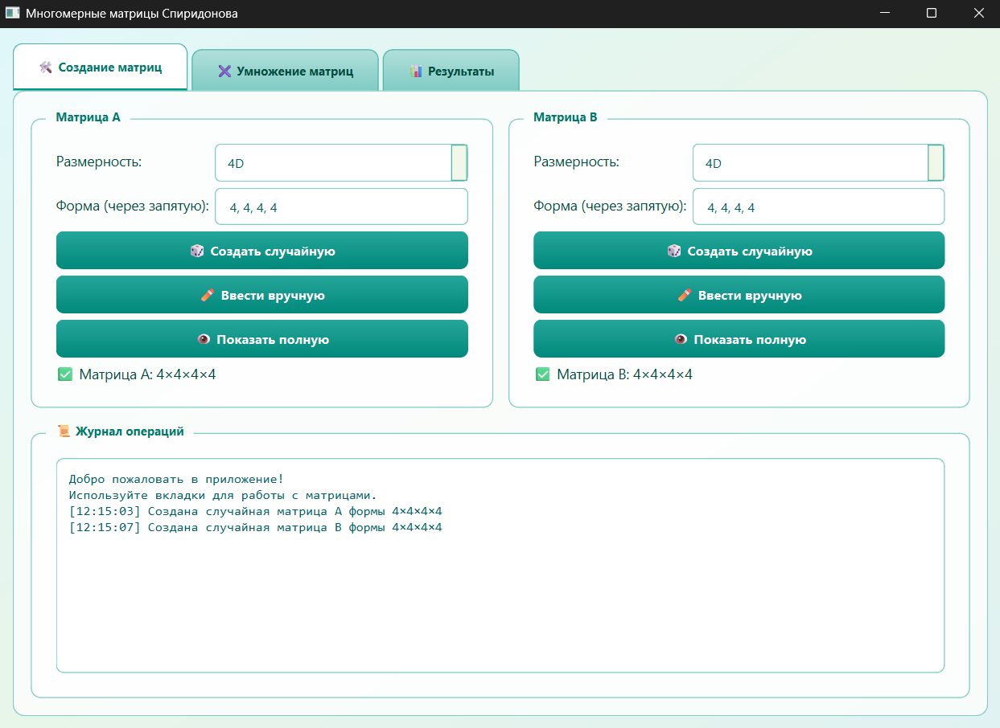 Многомерные матрицы Спиридонова
Создание матриц
Умножение матриц
Результаты
Матрица A
Размерность:
4D
Форма (через запятую):
4, 4, 4, 4
Создать случайную
Ввести вручную
Показать полную
Матрица A: 4×4×4×4
Матрица B
Размерность:
4D
Форма (через запятую):
4, 4, 4, 4
Создать случайную
Ввести вручную
Показать полную
Матрица B: 4×4×4×4
Журнал операций
Добро пожаловать в приложение!
Используйте вкладки для работы с матрицами.
[12:15:03] Создана случайная матрица A формы 4×4×4×4
[12:15:07] Создана случайная матрица B формы 4×4×4×4